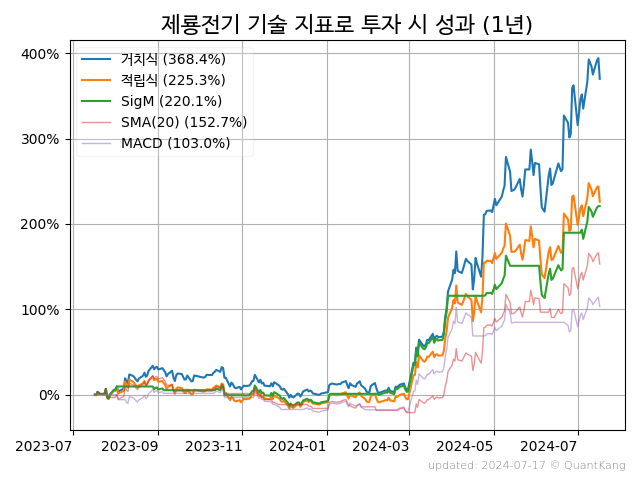 제룡전기 기술 지표로 투자 시 성과 (1년)
400%
300%
200%
100%
0%
거치식 (368.4%)
적립식 (225.3%)
SigM (220.1%)
SMA(20) (152.7%)
MACD (103.0%)
2023-07
2023-09
2023-11
2024-01
2024-03
2024-05
2024-07
updated: 2024-07-17 © QuantKang